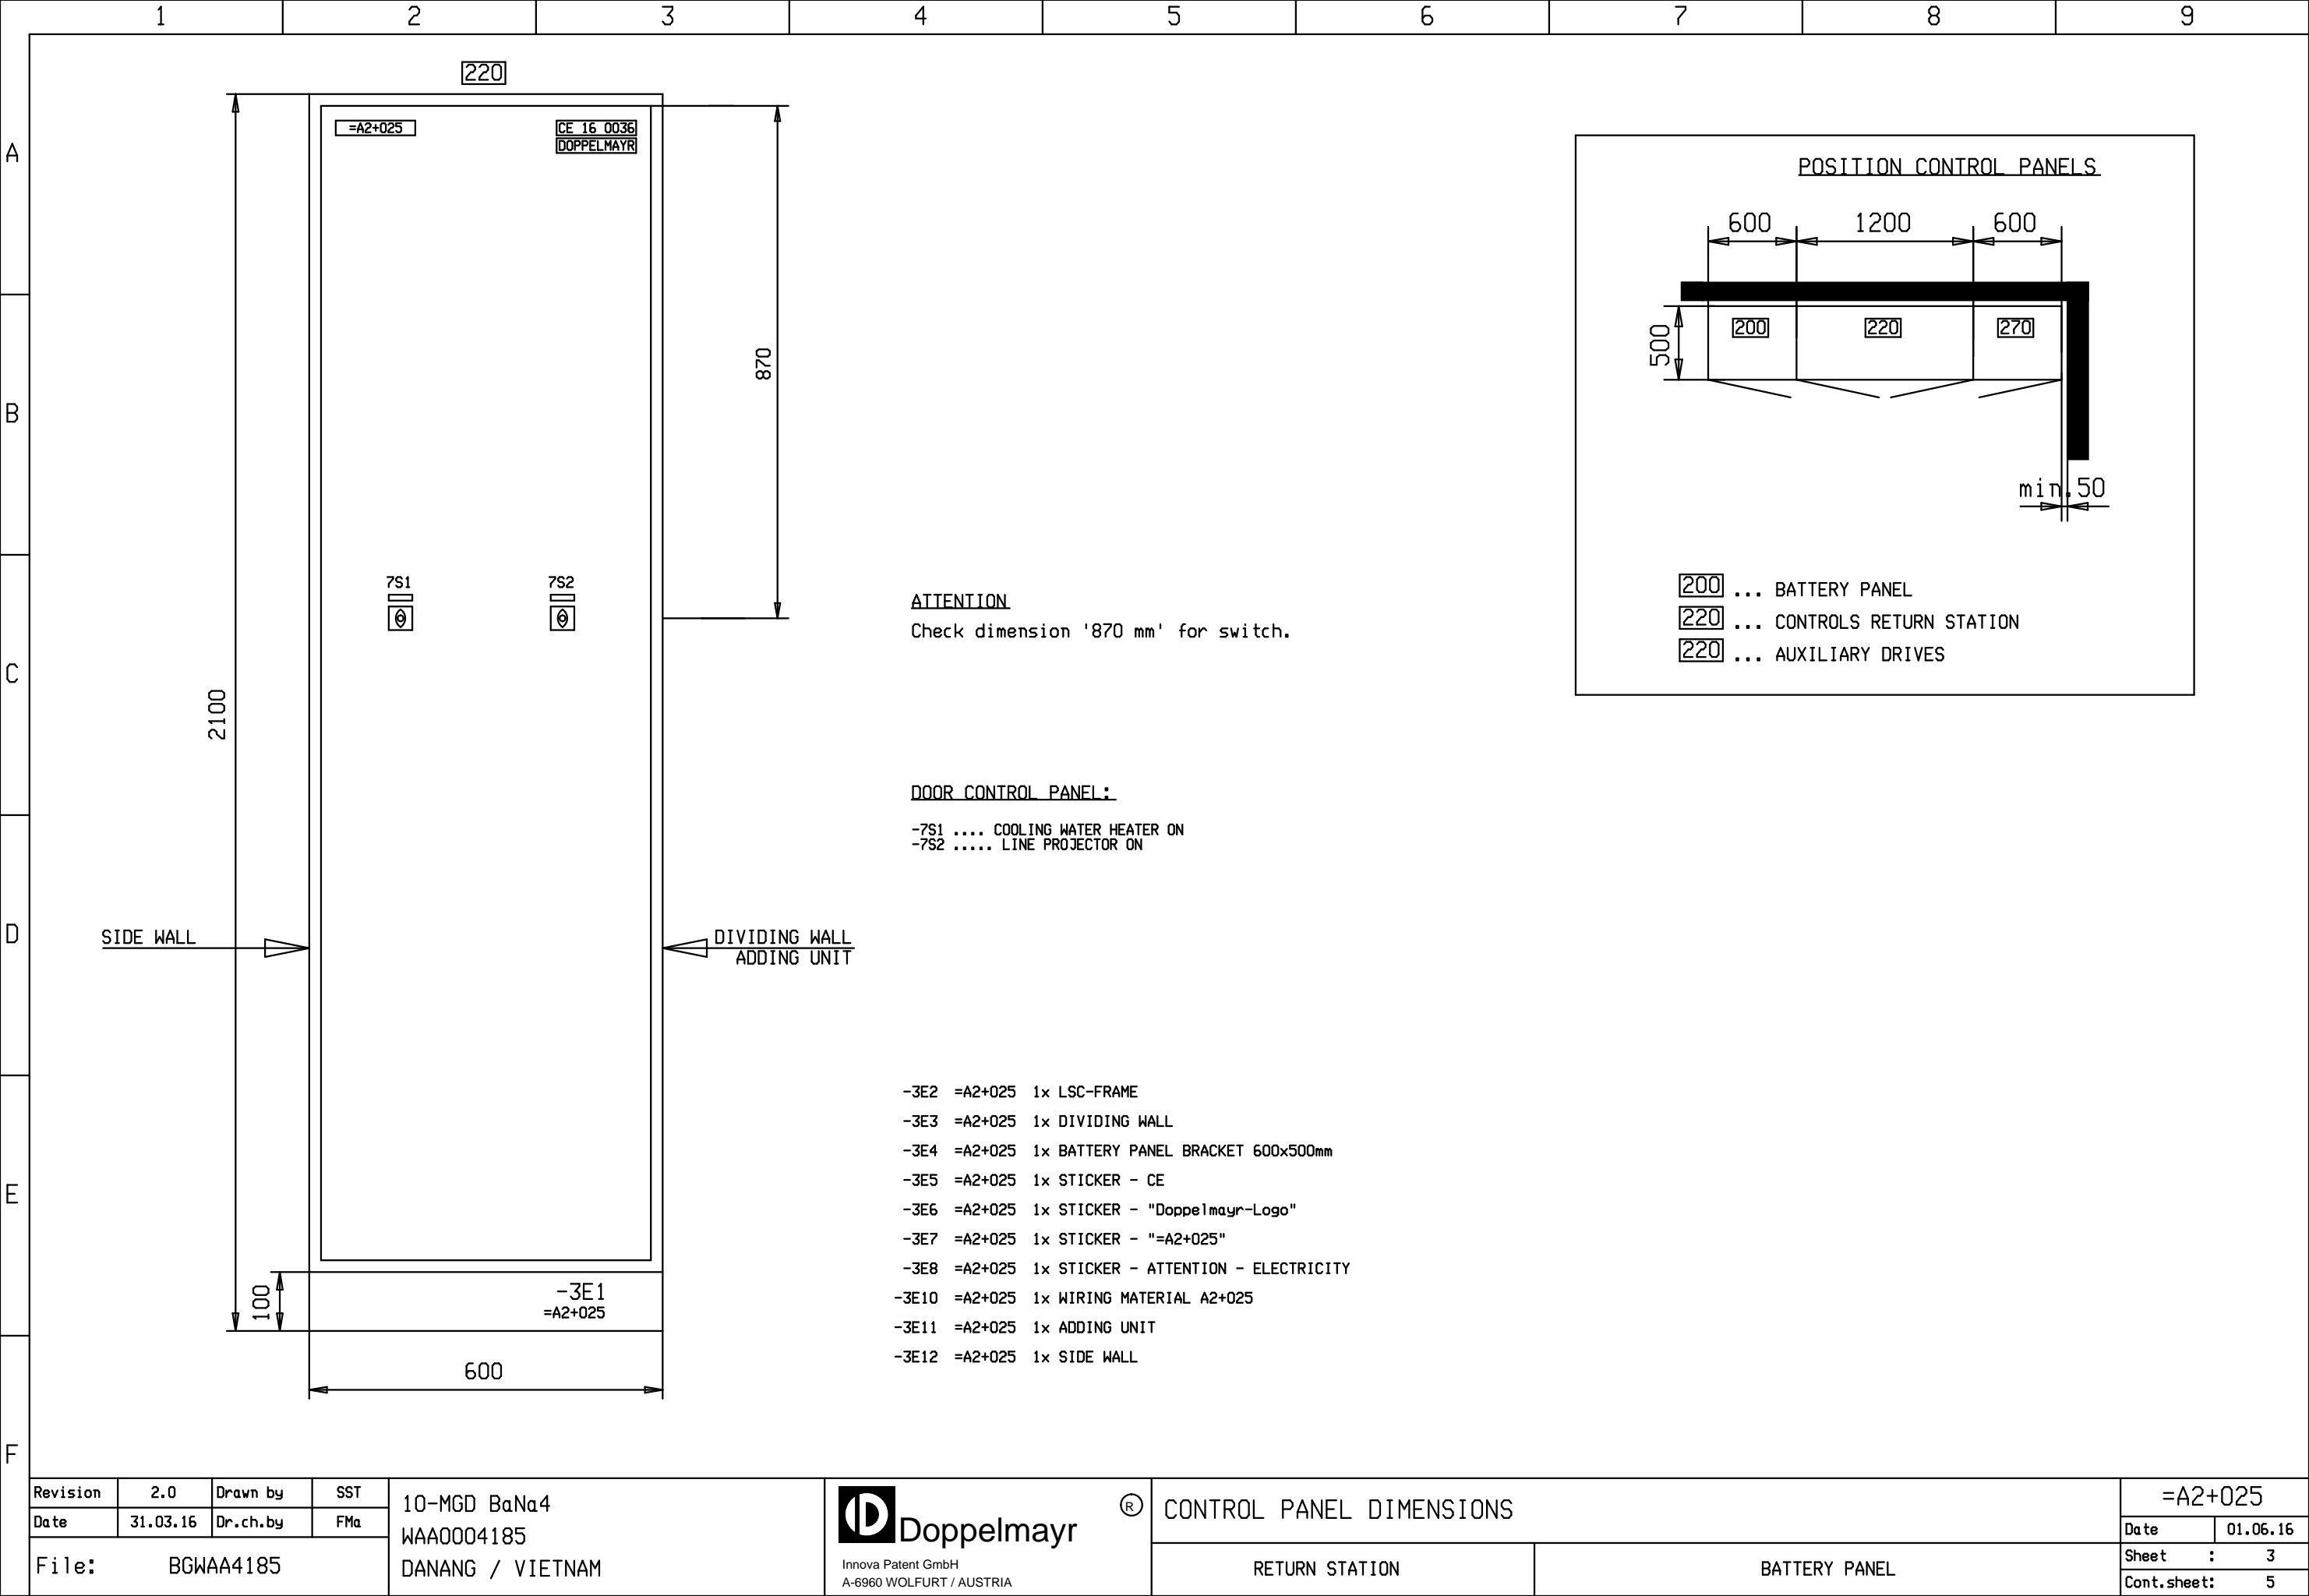 1 2 3 4 5 6 7 8 9
A
B
C
D
E
F
220
=A2+025
CE 16 0036
DOPPELMAYR
870
2100
7S1
7S2
SIDE WALL
DIVIDING WALL
ADDING UNIT
100
-3E1
=A2+025
600
ATTENTION
Check dimension '870 mm' for switch.
DOOR CONTROL PANEL:
-7S1 .... COOLING WATER HEATER ON
-7S2 ..... LINE PROJECTOR ON
-3E2 =A2+025 1x LSC-FRAME
-3E3 =A2+025 1x DIVIDING WALL
-3E4 =A2+025 1x BATTERY PANEL BRACKET 600x500mm
-3E5 =A2+025 1x STICKER - CE
-3E6 =A2+025 1x STICKER - "Doppelmayr-Logo"
-3E7 =A2+025 1x STICKER - "=A2+025"
-3E8 =A2+025 1x STICKER - ATTENTION - ELECTRICITY
-3E10 =A2+025 1x WIRING MATERIAL A2+025
-3E11 =A2+025 1x ADDING UNIT
-3E12 =A2+025 1x SIDE WALL
POSITION CONTROL PANELS
600 1200 600
500
200 220 270
min.50
200 ... BATTERY PANEL
220 ... CONTROLS RETURN STATION
220 ... AUXILIARY DRIVES
Revision 2.0 Drawn by SST
Date 31.03.16 Dr.ch.by FMa
File: BGWAA4185
10-MGD BaNa4
WAA0004185
DANANG / VIETNAM
Doppelmayr ®
Innova Patent GmbH
A-6960 WOLFURT / AUSTRIA
CONTROL PANEL DIMENSIONS
RETURN STATION
BATTERY PANEL
=A2+025
Date 01.06.16
Sheet : 3
Cont.sheet: 5